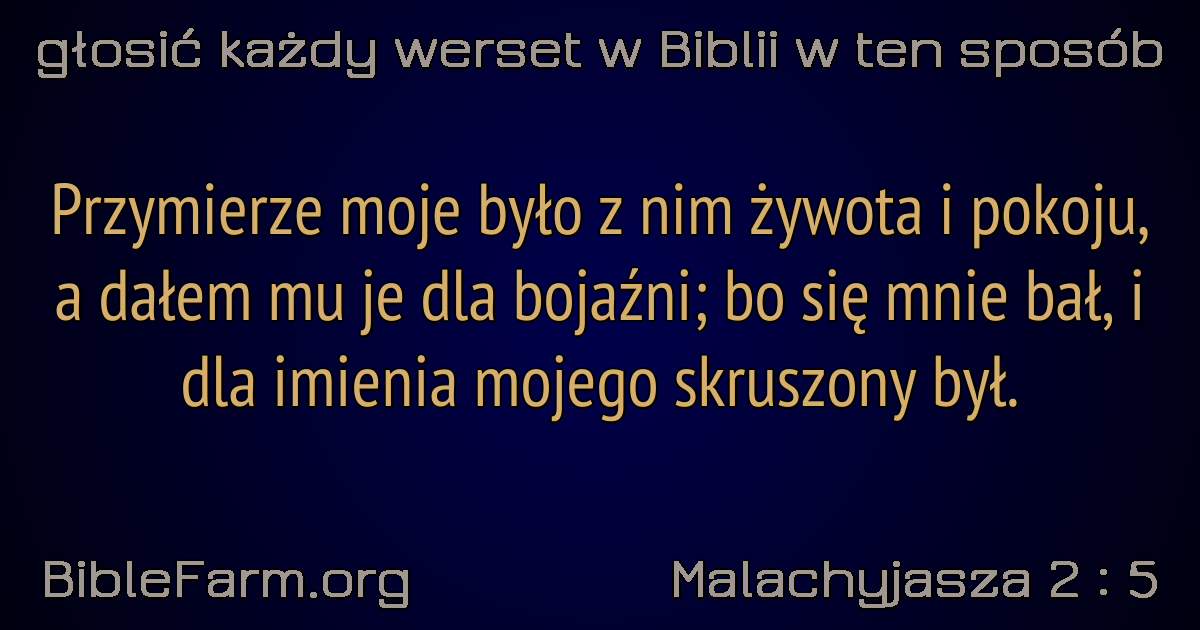 głosić każdy werset w Biblii w ten sposób
Przymierze moje było z nim żywota i pokoju,
a dałem mu je dla bojaźni; bo się mnie bał, i
dla imienia mojego skruszony był.
BibleFarm.org
Malachyjasza 2 : 5